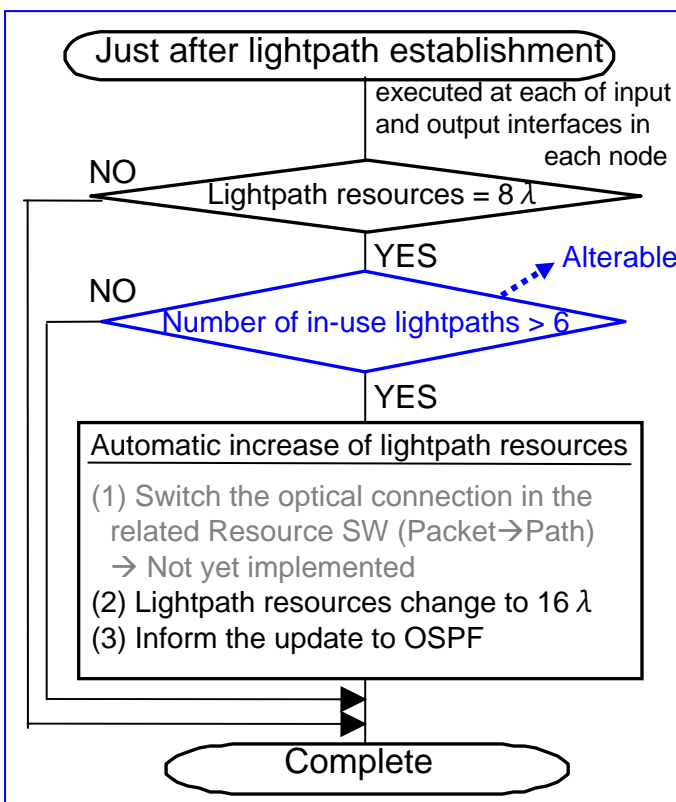 Just after lightpath establishment
executed at each of input
and output interfaces in
each node
NO
Lightpath resources = 8 λ
YES
Alterable
NO
Number of in-use lightpaths > 6
YES
Automatic increase of lightpath resources
(1) Switch the optical connection in the
related Resource SW (Packet→Path)
→ Not yet implemented
(2) Lightpath resources change to 16 λ
(3) Inform the update to OSPF
Complete